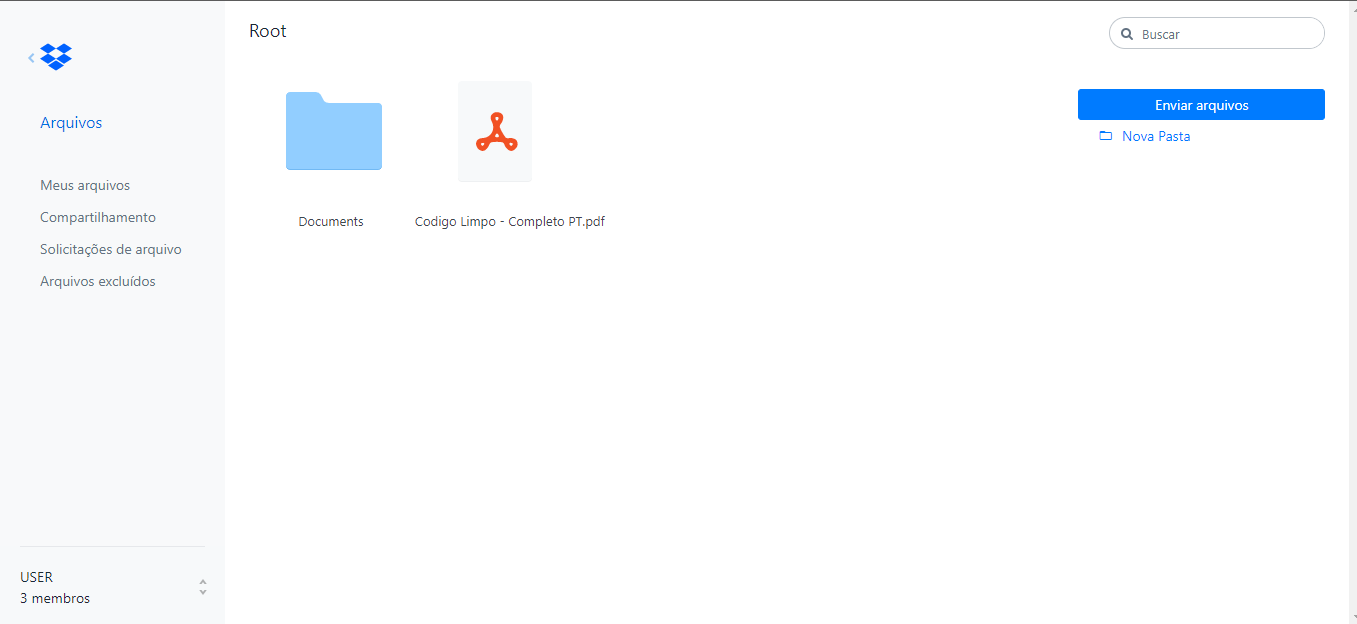 Root
Buscar
Arquivos
Enviar arquivos
Nova Pasta
Meus arquivos
Compartilhamento
Solicitações de arquivo
Arquivos excluídos
Documents
Codigo Limpo - Completo PT.pdf
USER
3 membros